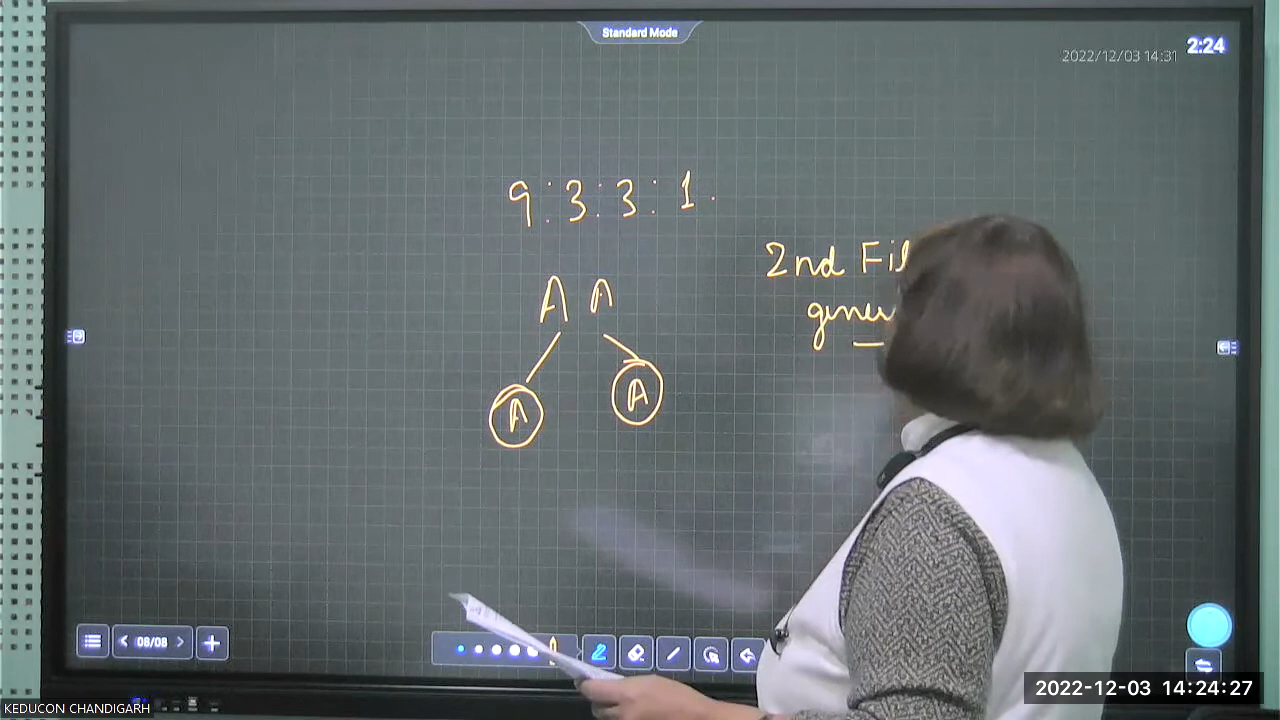 Standard Mode
2:24
2022/12/03 14:31
9:3:3:1.
2nd Fil
gener
A A
A A
08/08
2022-12-03 14:24:27
KEDUCON CHANDIGARH